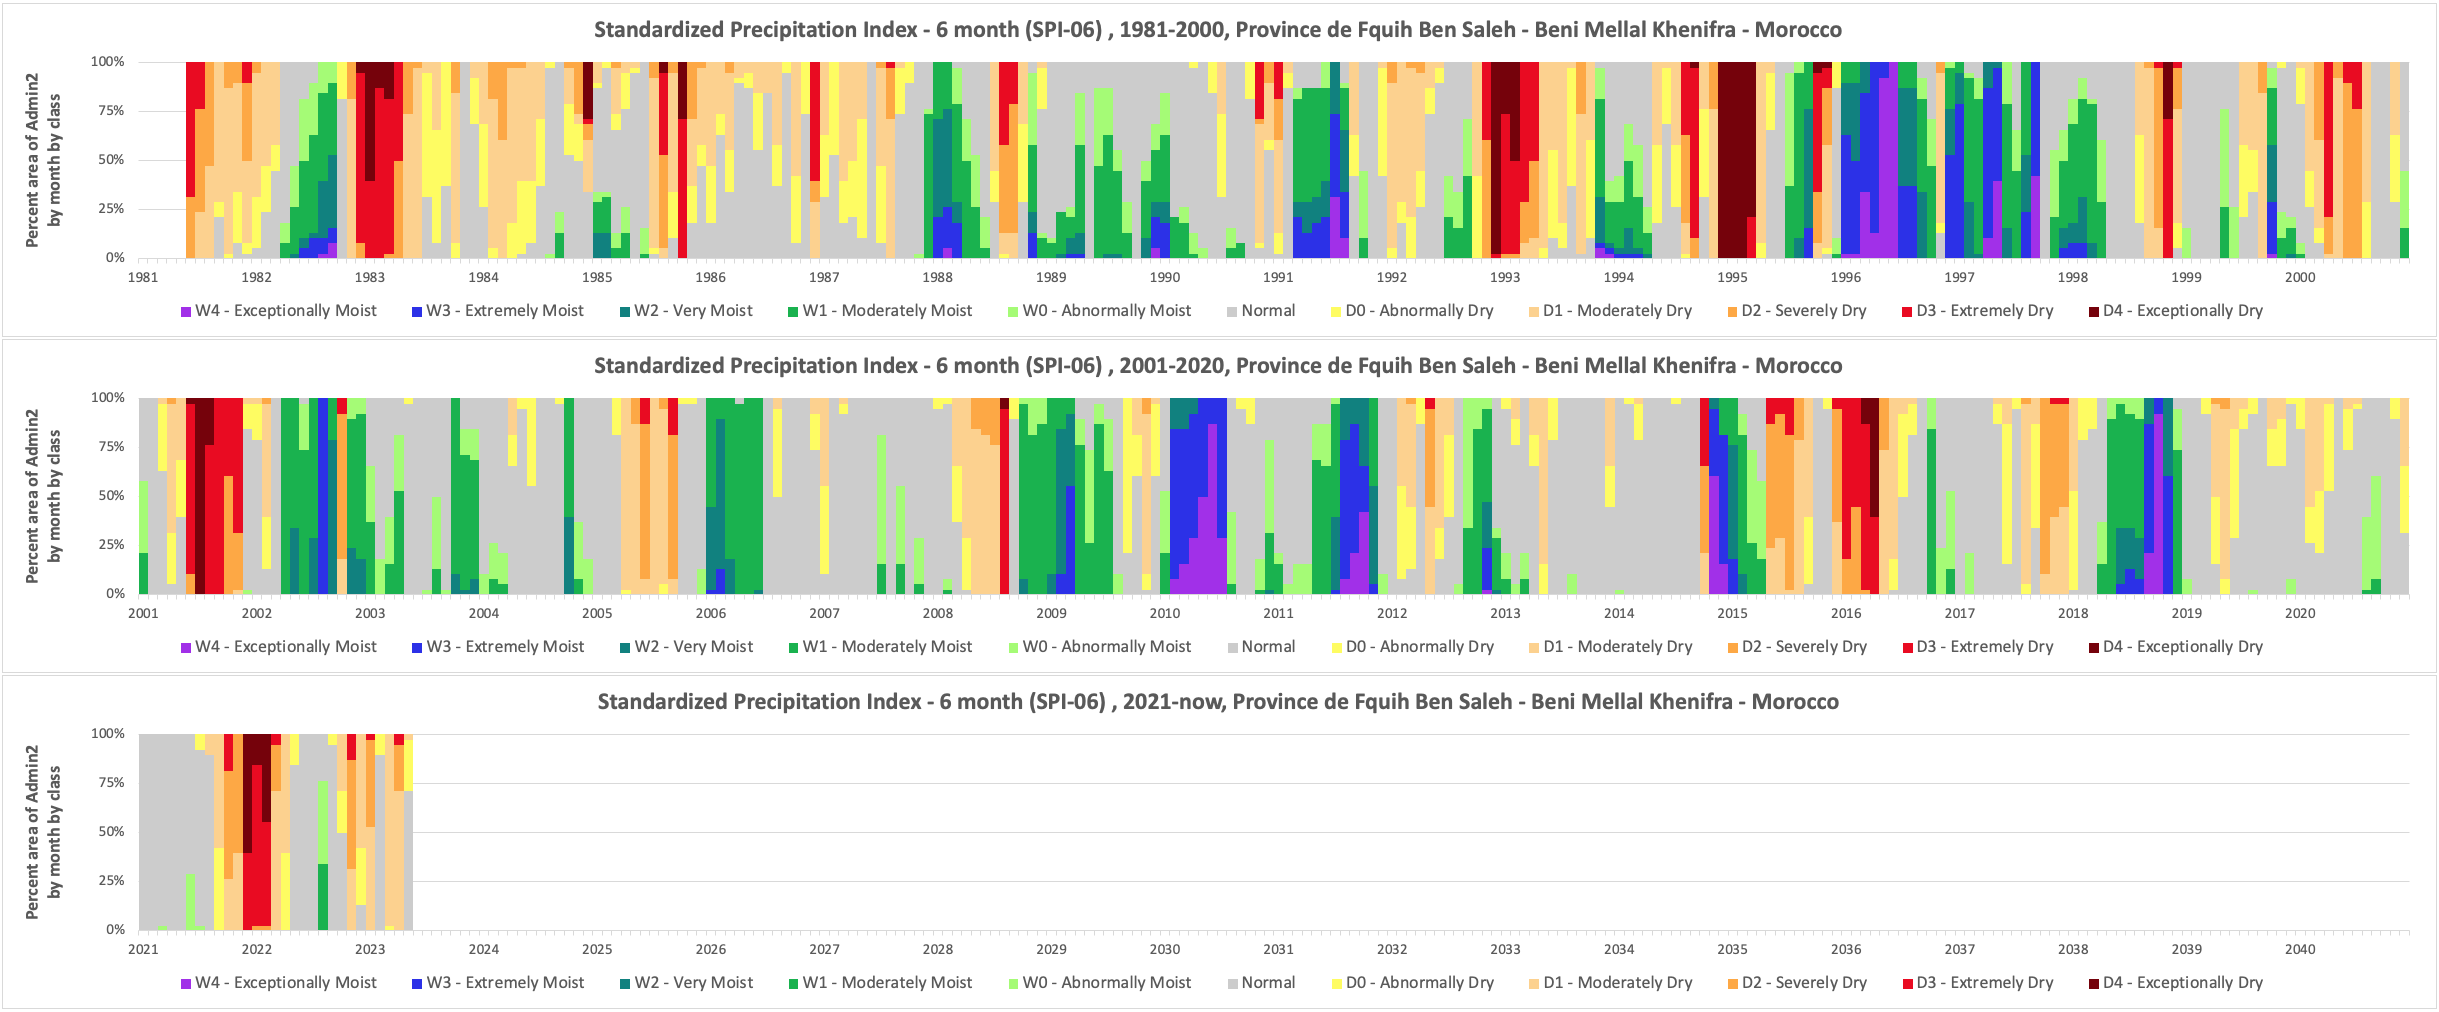 Standardized Precipitation Index - 6 month (SPI-06) , 1981-2000, Province de Fquih Ben Saleh - Beni Mellal Khenifra - Morocco
Percent area of Admin2
by month by class
100%
75%
50%
25%
0%
1981 1982 1983 1984 1985 1986 1987 1988 1989 1990 1991 1992 1993 1994 1995 1996 1997 1998 1999 2000
W4 - Exceptionally Moist W3 - Extremely Moist W2 - Very Moist W1 - Moderately Moist W0 - Abnormally Moist Normal D0 - Abnormally Dry D1 - Moderately Dry D2 - Severely Dry D3 - Extremely Dry D4 - Exceptionally Dry
Standardized Precipitation Index - 6 month (SPI-06) , 2001-2020, Province de Fquih Ben Saleh - Beni Mellal Khenifra - Morocco
Percent area of Admin2
by month by class
100%
75%
50%
25%
0%
2001 2002 2003 2004 2005 2006 2007 2008 2009 2010 2011 2012 2013 2014 2015 2016 2017 2018 2019 2020
W4 - Exceptionally Moist W3 - Extremely Moist W2 - Very Moist W1 - Moderately Moist W0 - Abnormally Moist Normal D0 - Abnormally Dry D1 - Moderately Dry D2 - Severely Dry D3 - Extremely Dry D4 - Exceptionally Dry
Standardized Precipitation Index - 6 month (SPI-06) , 2021-now, Province de Fquih Ben Saleh - Beni Mellal Khenifra - Morocco
Percent area of Admin2
by month by class
100%
75%
50%
25%
0%
2021 2022 2023 2024 2025 2026 2027 2028 2029 2030 2031 2032 2033 2034 2035 2036 2037 2038 2039 2040
W4 - Exceptionally Moist W3 - Extremely Moist W2 - Very Moist W1 - Moderately Moist W0 - Abnormally Moist Normal D0 - Abnormally Dry D1 - Moderately Dry D2 - Severely Dry D3 - Extremely Dry D4 - Exceptionally Dry